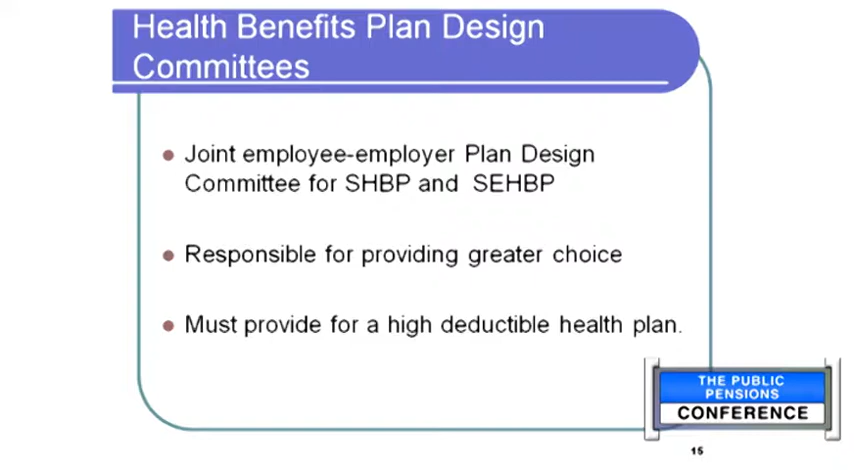 Health Benefits Plan Design
Committees
Joint employee-employer Plan Design
Committee for SHBP and SEHBP
Responsible for providing greater choice
Must provide for a high deductible health plan.
THE PUBLIC
PENSIONS
CONFERENCE
15